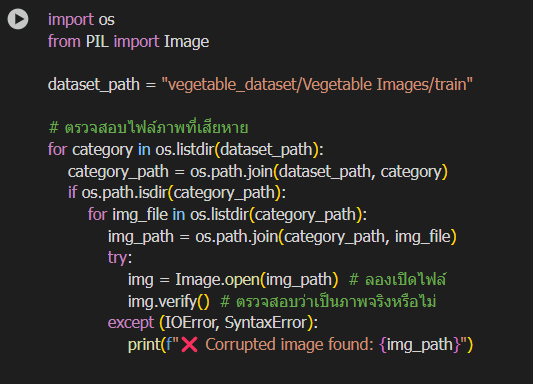 import os
from PIL import Image
dataset_path = "vegetable_dataset/Vegetable Images/train"
# ตรวจสอบไฟล์ภาพที่เสียหาย
for category in os.listdir(dataset_path):
category_path = os.path.join(dataset_path, category)
if os.path.isdir(category_path):
for img_file in os.listdir(category_path):
img_path = os.path.join(category_path, img_file)
try:
img = Image.open(img_path)  # ลองเปิดไฟล์
img.verify()  # ตรวจสอบว่าเป็นภาพจริงหรือไม่
except (IOError, SyntaxError):
print(f"❌ Corrupted image found: {img_path}")